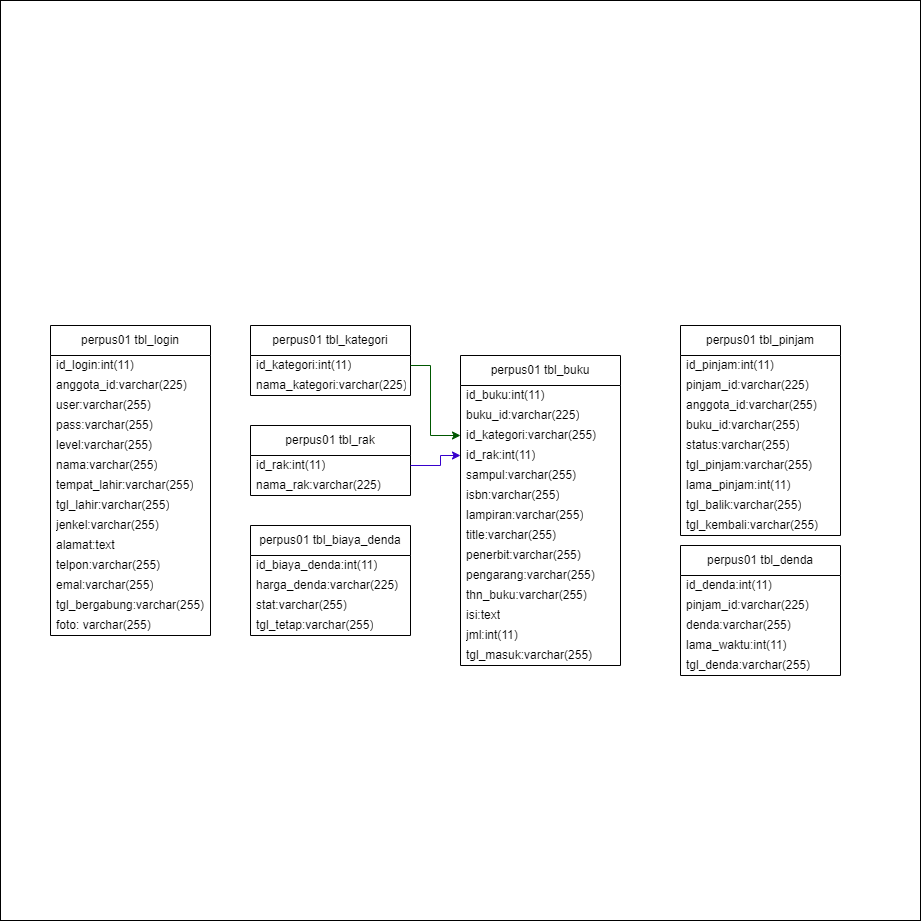 perpus01 tbl_login
id_login:int(11)
anggota_id:varchar(225)
user:varchar(255)
pass:varchar(255)
level:varchar(255)
nama:varchar(255)
tempat_lahir:varchar(255)
tgl_lahir:varchar(255)
jenkel:varchar(255)
alamat:text
telpon:varchar(255)
emal:varchar(255)
tgl_bergabung:varchar(255)
foto: varchar(255)
perpus01 tbl_kategori
id_kategori:int(11)
nama_kategori:varchar(225)
perpus01 tbl_rak
id_rak:int(11)
nama_rak:varchar(225)
perpus01 tbl_biaya_denda
id_biaya_denda:int(11)
harga_denda:varchar(225)
stat:varchar(255)
tgl_tetap:varchar(255)
perpus01 tbl_buku
id_buku:int(11)
buku_id:varchar(225)
id_kategori:varchar(255)
id_rak:int(11)
sampul:varchar(255)
isbn:varchar(255)
lampiran:varchar(255)
title:varchar(255)
penerbit:varchar(255)
pengarang:varchar(255)
thn_buku:varchar(255)
isi:text
jml:int(11)
tgl_masuk:varchar(255)
perpus01 tbl_pinjam
id_pinjam:int(11)
pinjam_id:varchar(225)
anggota_id:varchar(255)
buku_id:varchar(255)
status:varchar(255)
tgl_pinjam:varchar(255)
lama_pinjam:int(11)
tgl_balik:varchar(255)
tgl_kembali:varchar(255)
perpus01 tbl_denda
id_denda:int(11)
pinjam_id:varchar(225)
denda:varchar(255)
lama_waktu:int(11)
tgl_denda:varchar(255)